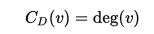 C_D(v) = deg(v)